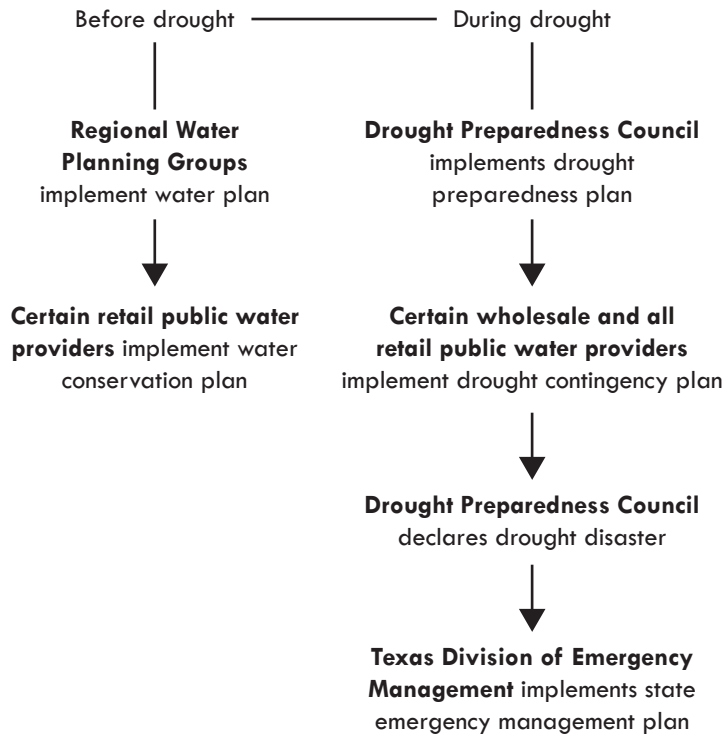 Before drought
During drought
Regional Water
Planning Groups
implement water plan
Certain retail public water
providers implement water
conservation plan
Drought Preparedness Council
implements drought
preparedness plan
Certain wholesale and all
retail public water providers
implement drought contingency plan
Drought Preparedness Council
declares drought disaster
Texas Division of Emergency
Management implements state
emergency management plan